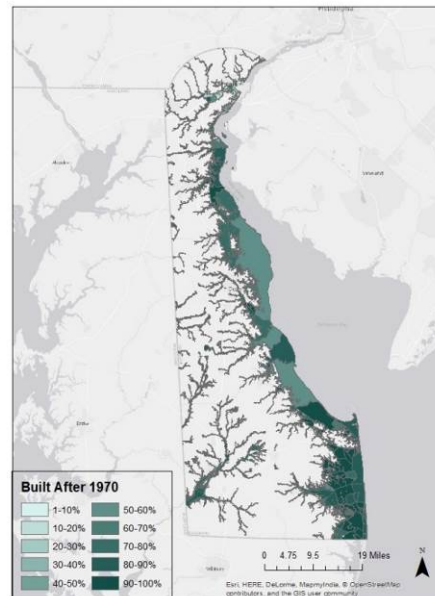 Philadelphia
Built After 1970
1-10%
10-20%
20-30%
30-40%
40-50%
50-60%
60-70%
70-80%
80-90%
90-100%
0 4.75 9.5 19 Miles
N
Esri, HERE, DeLorme, MapmyIndia, © OpenStreetMap
contributors, and the GIS user community